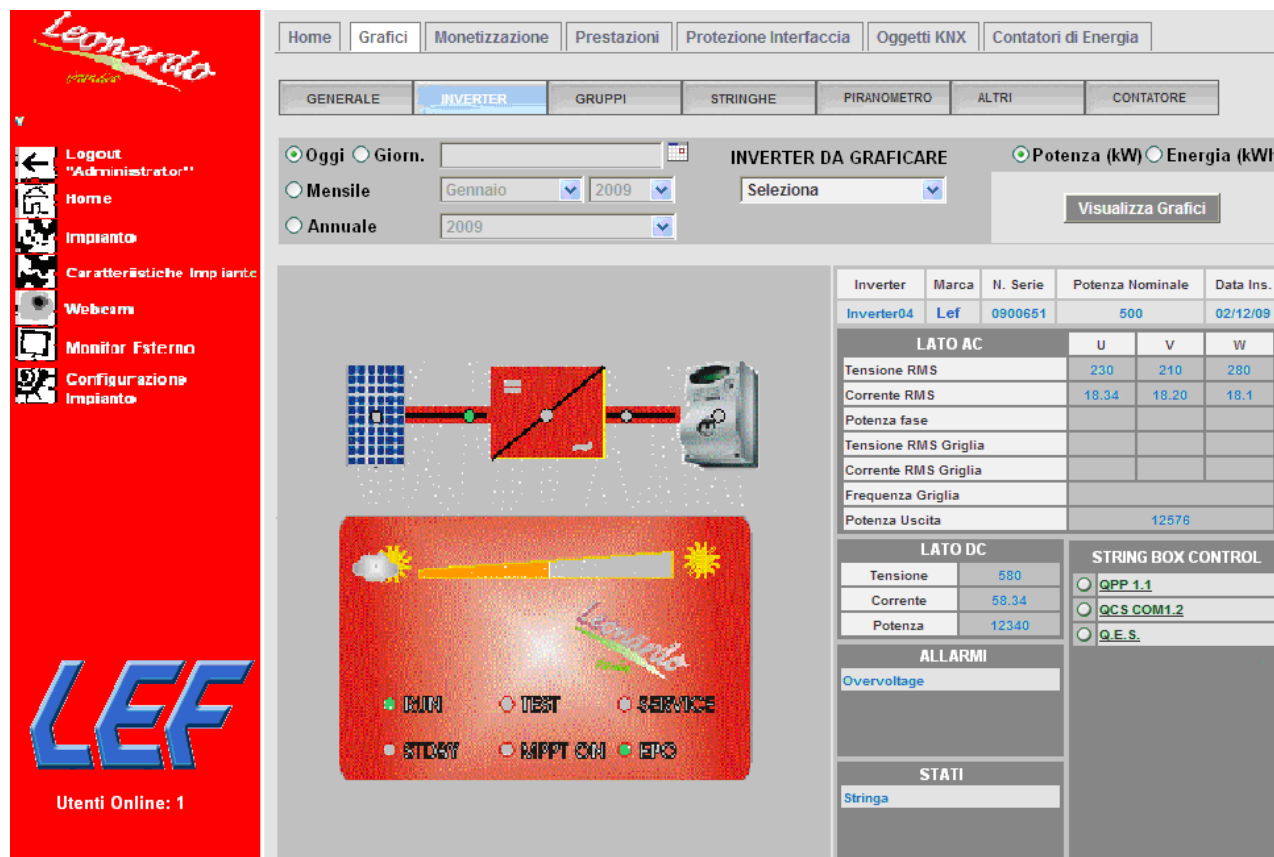 Leonardo
Home Grafici Monetizzazione Prestazioni Protezione Interfaccia Oggetti KNX Contatori di Energia
GENERALE INVERTER GRUPPI STRINGHE PIRANOMETRO ALTRI CONTATORE
Logout
"Administrator"
Home
Impianto
Caratteriistiche Impianto
Webcam
Monitor Esterno
Configurazione
Impianto
LEF
Utenti Online: 1
Oggi Giorn. INVERTER DA GRAFICARE Potenza (kW) Energia (kWh
Mensile Gennaio 2009 Seleziona
Visualizza Grafici
Annuale 2009
Inverter Marca N. Serie Potenza Nominale Data Ins.
Inverter04 Lef 0900651 500 02/12/09
LATO AC U V W
Tensione RMS 230 210 280
Corrente RMS 18.34 18.20 18.1
Potenza fase
Tensione RMS Griglia
Corrente RMS Griglia
Frequenza Griglia
Potenza Uscita 12576
LATO DC
Tensione 580
Corrente 58.34
Potenza 12340
STRING BOX CONTROL
QPP 1.1
QCS COM1.2
Q.E.S.
ALLARMI
Overvoltage
STATI
Stringa
Leonardo
RUN TEST SERVICE
STDBY MPPT ON EPO